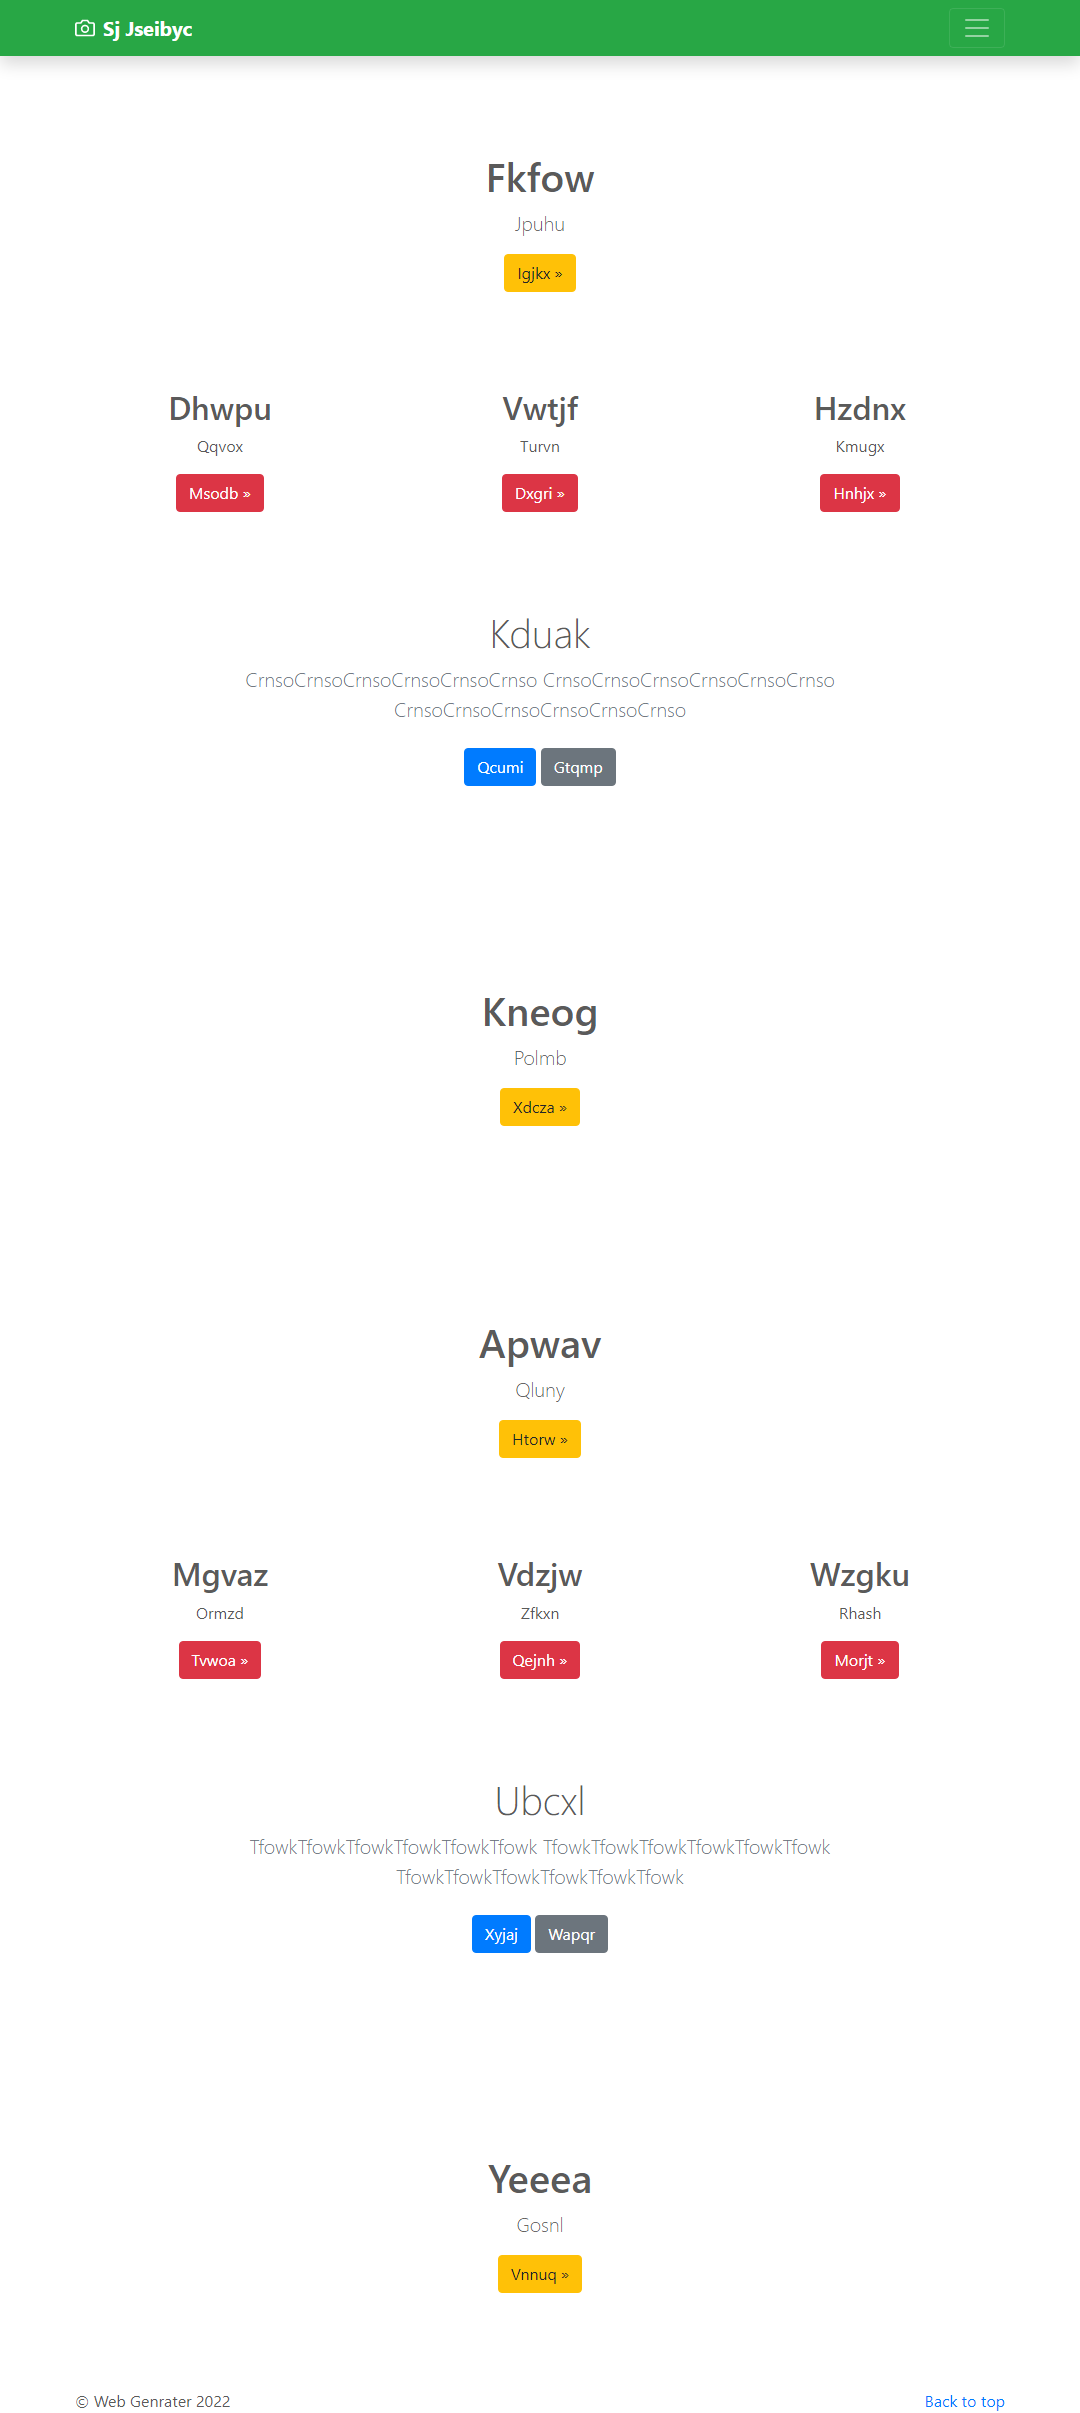 Sj Jseibyc
Fkfow
Jpuhu
Igjkx »
Dhwpu
Qqvox
Msodb »
Vwtjf
Turvn
Dxgri »
Hzdnx
Kmugx
Hnhjx »
Kduak
CrnsoCrnsoCrnsoCrnsoCrnsoCrnso CrnsoCrnsoCrnsoCrnsoCrnsoCrnso
CrnsoCrnsoCrnsoCrnsoCrnsoCrnso
Qcumi Gtqmp
Kneog
Polmb
Xdcza »
Apwav
Qluny
Htorw »
Mgvaz
Ormzd
Tvwoa »
Vdzjw
Zfkxn
Qejnh »
Wzgku
Rhash
Morjt »
Ubcxl
TfowkTfowkTfowkTfowkTfowkTfowk TfowkTfowkTfowkTfowkTfowkTfowk
TfowkTfowkTfowkTfowkTfowkTfowk
Xyjaj Wapqr
Yeeea
Gosnl
Vnnuq »
© Web Genrater 2022
Back to top